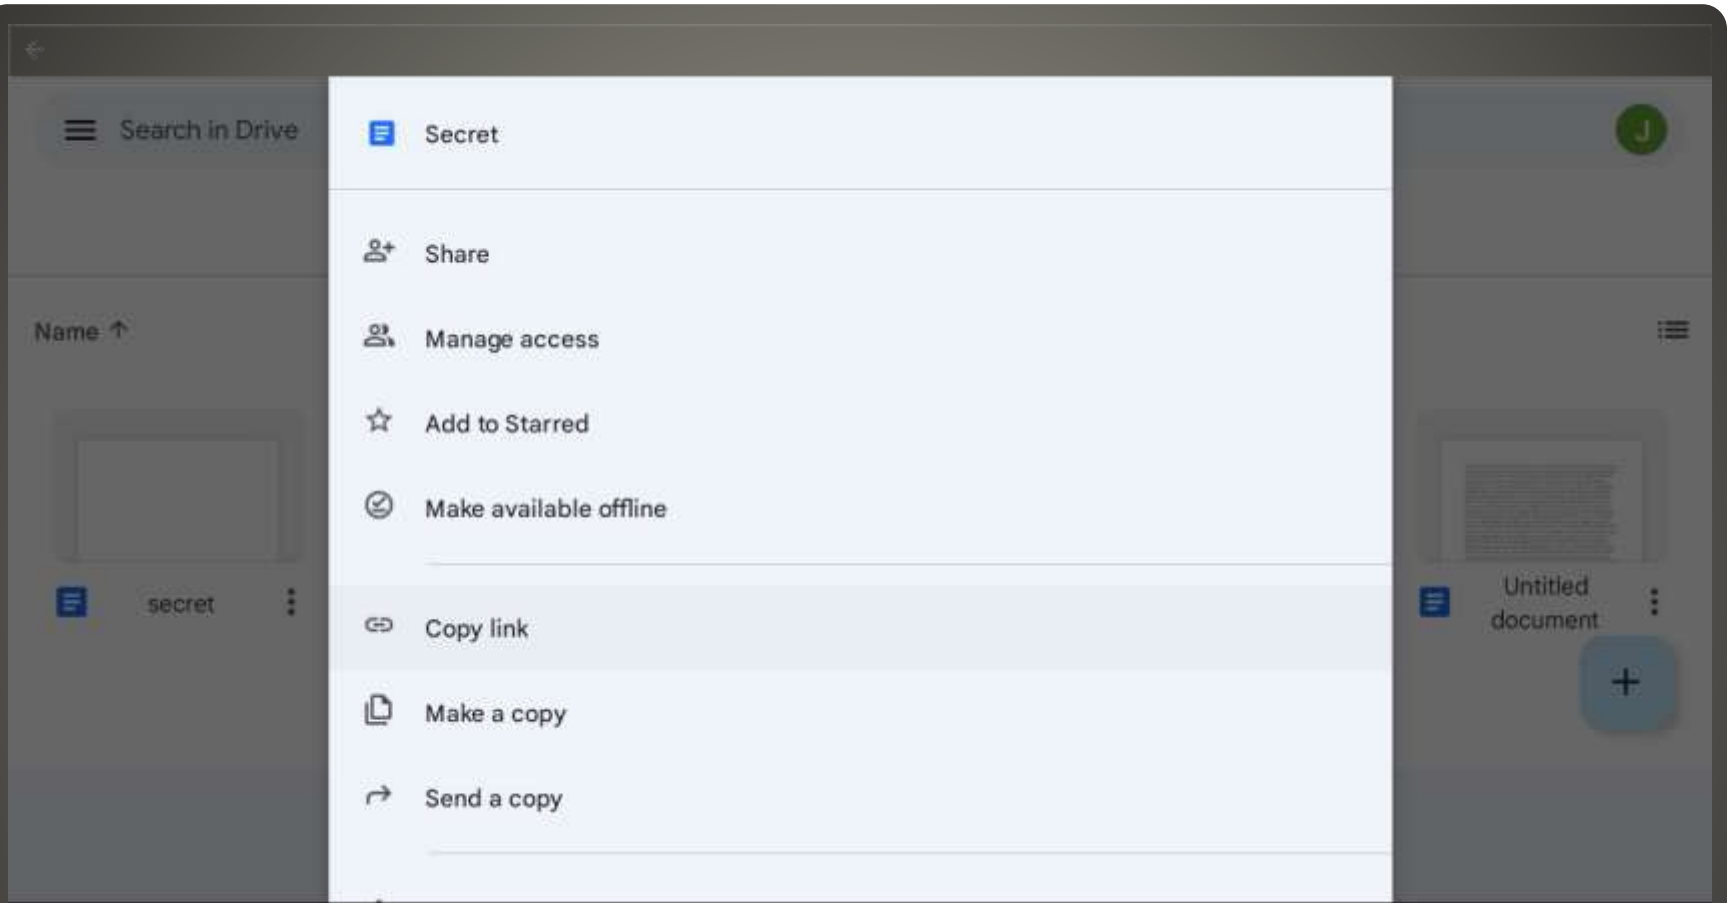 Search in Drive
J
Name
secret
Secret
Share
Manage access
Add to Starred
Make available offline
Copy link
Make a copy
Send a copy
Untitled
document